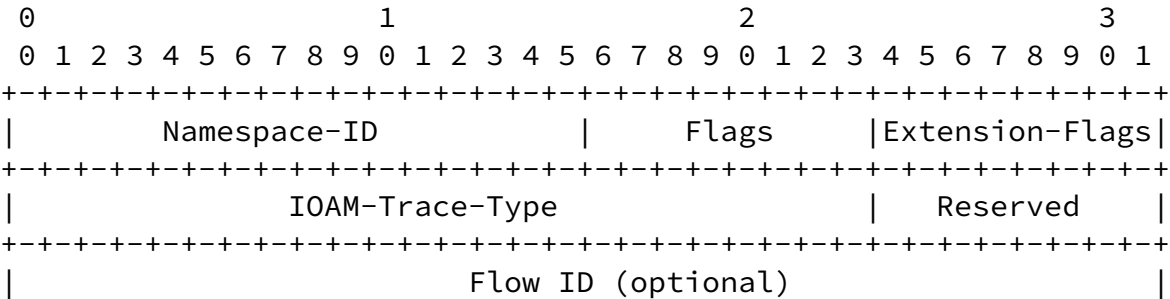 0                   1                   2                   3
 0 1 2 3 4 5 6 7 8 9 0 1 2 3 4 5 6 7 8 9 0 1 2 3 4 5 6 7 8 9 0 1
+-+-+-+-+-+-+-+-+-+-+-+-+-+-+-+-+-+-+-+-+-+-+-+-+-+-+-+-+-+-+-+-+
|        Namespace-ID           |     Flags     |Extension-Flags|
+-+-+-+-+-+-+-+-+-+-+-+-+-+-+-+-+-+-+-+-+-+-+-+-+-+-+-+-+-+-+-+-+
|               IOAM-Trace-Type                 |   Reserved    |
+-+-+-+-+-+-+-+-+-+-+-+-+-+-+-+-+-+-+-+-+-+-+-+-+-+-+-+-+-+-+-+-+
|                         Flow ID (optional)                    |